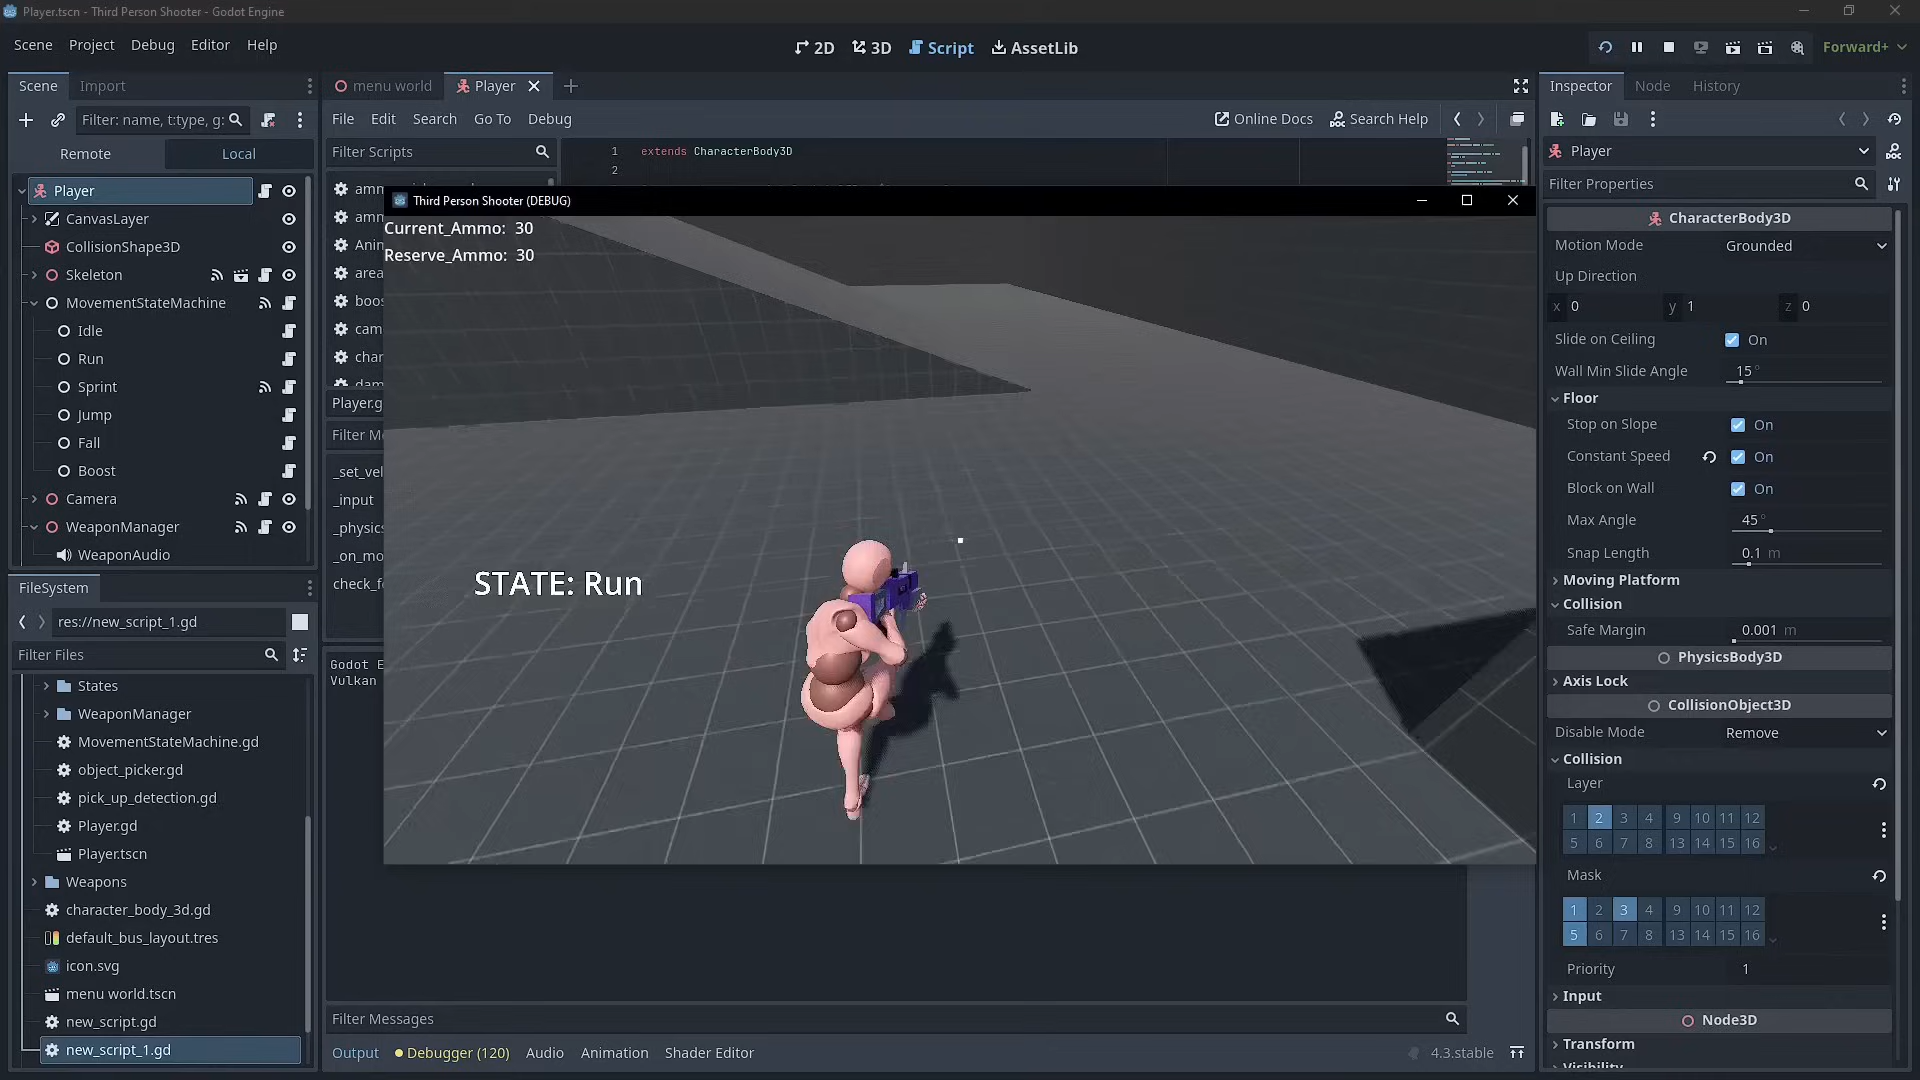 Player.tscn - Third Person Shooter - Godot Engine
Scene Project Debug Editor Help
2D 3D Script AssetLib
Forward+
Scene Import
Filter: name, t:type, g:
Remote Local
Player
CanvasLayer
CollisionShape3D
Skeleton
MovementStateMachine
Idle
Run
Sprint
Jump
Fall
Boost
Camera
WeaponManager
WeaponAudio
FileSystem
res://new_script_1.gd
Filter Files
States
WeaponManager
MovementStateMachine.gd
object_picker.gd
pick_up_detection.gd
Player.gd
Player.tscn
Weapons
character_body_3d.gd
default_bus_layout.tres
icon.svg
menu world.tscn
new_script.gd
new_script_1.gd
menu world Player
File Edit Search Go To Debug
Online Docs Search Help
Filter Scripts
1 extends CharacterBody3D
2
Third Person Shooter (DEBUG)
Current_Ammo: 30
Reserve_Ammo: 30
STATE: Run
Player.g
_set_vel
_input
_physics
_on_mo
Godot E
Vulkan
Filter Messages
Output Debugger (120) Audio Animation Shader Editor
4.3.stable
Inspector Node History
Player
Filter Properties
CharacterBody3D
Motion Mode Grounded
Up Direction
x 0 y 1 z 0
Slide on Ceiling On
Wall Min Slide Angle 15 °
Floor
Stop on Slope On
Constant Speed On
Block on Wall On
Max Angle 45 °
Snap Length 0.1 m
Moving Platform
Collision
Safe Margin 0.001 m
PhysicsBody3D
Axis Lock
CollisionObject3D
Disable Mode Remove
Collision
Layer
1 2 3 4 9 10 11 12
5 6 7 8 13 14 15 16
Mask
1 2 3 4 9 10 11 12
5 6 7 8 13 14 15 16
Priority 1
Input
Node3D
Transform
Visibility